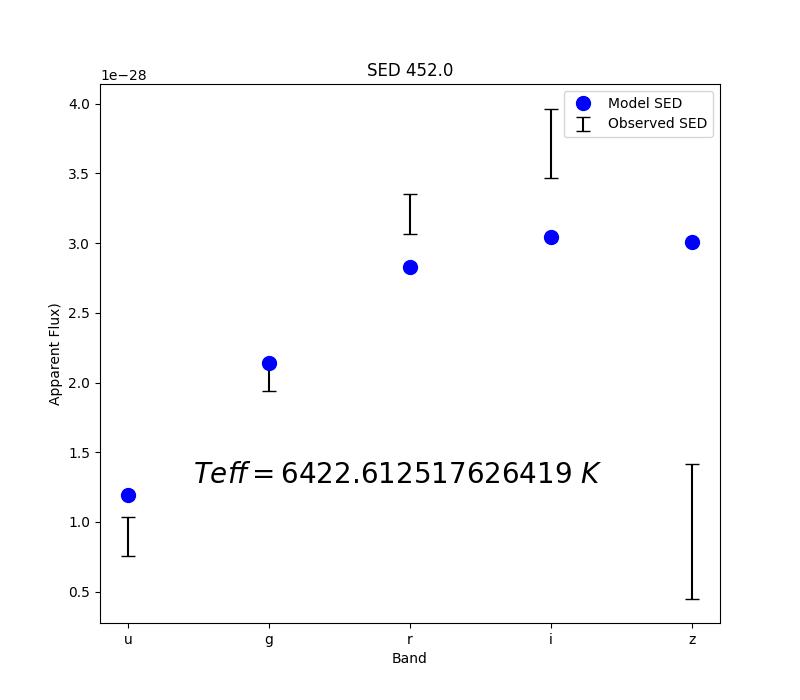 SED 452.0
1e−28
Model SED
Observed SED
4.0
3.5
3.0
2.5
2.0
1.5
1.0
0.5
Apparent Flux)
Teff = 6422.612517626419 K
u g r i z
Band